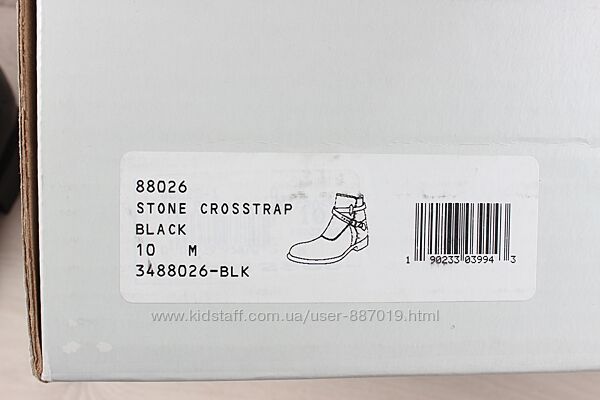 88026
STONE CROSSTRAP
BLACK
10 M
3488026-BLK
1 90233 03994 3
www.kidstaff.com.ua/user-887019.html